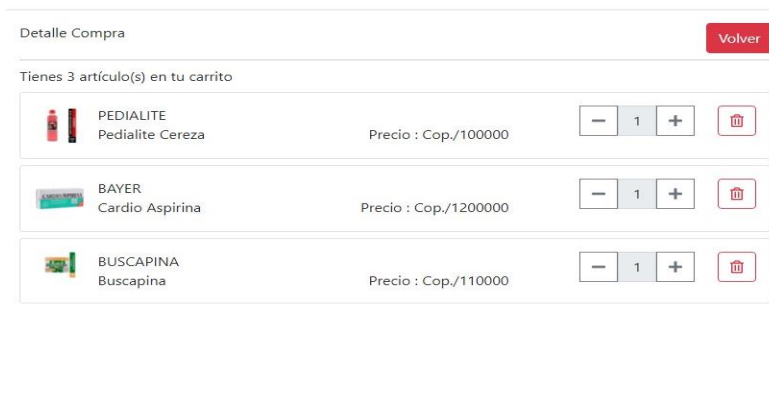 Detalle Compra
Volver
Tienes 3 artículo(s) en tu carrito
PEDIALITE
Pedialite Cereza
Precio : Cop./100000
1
BAYER
Cardio Aspirina
Precio : Cop./1200000
1
BUSCAPINA
Buscapina
Precio : Cop./110000
1